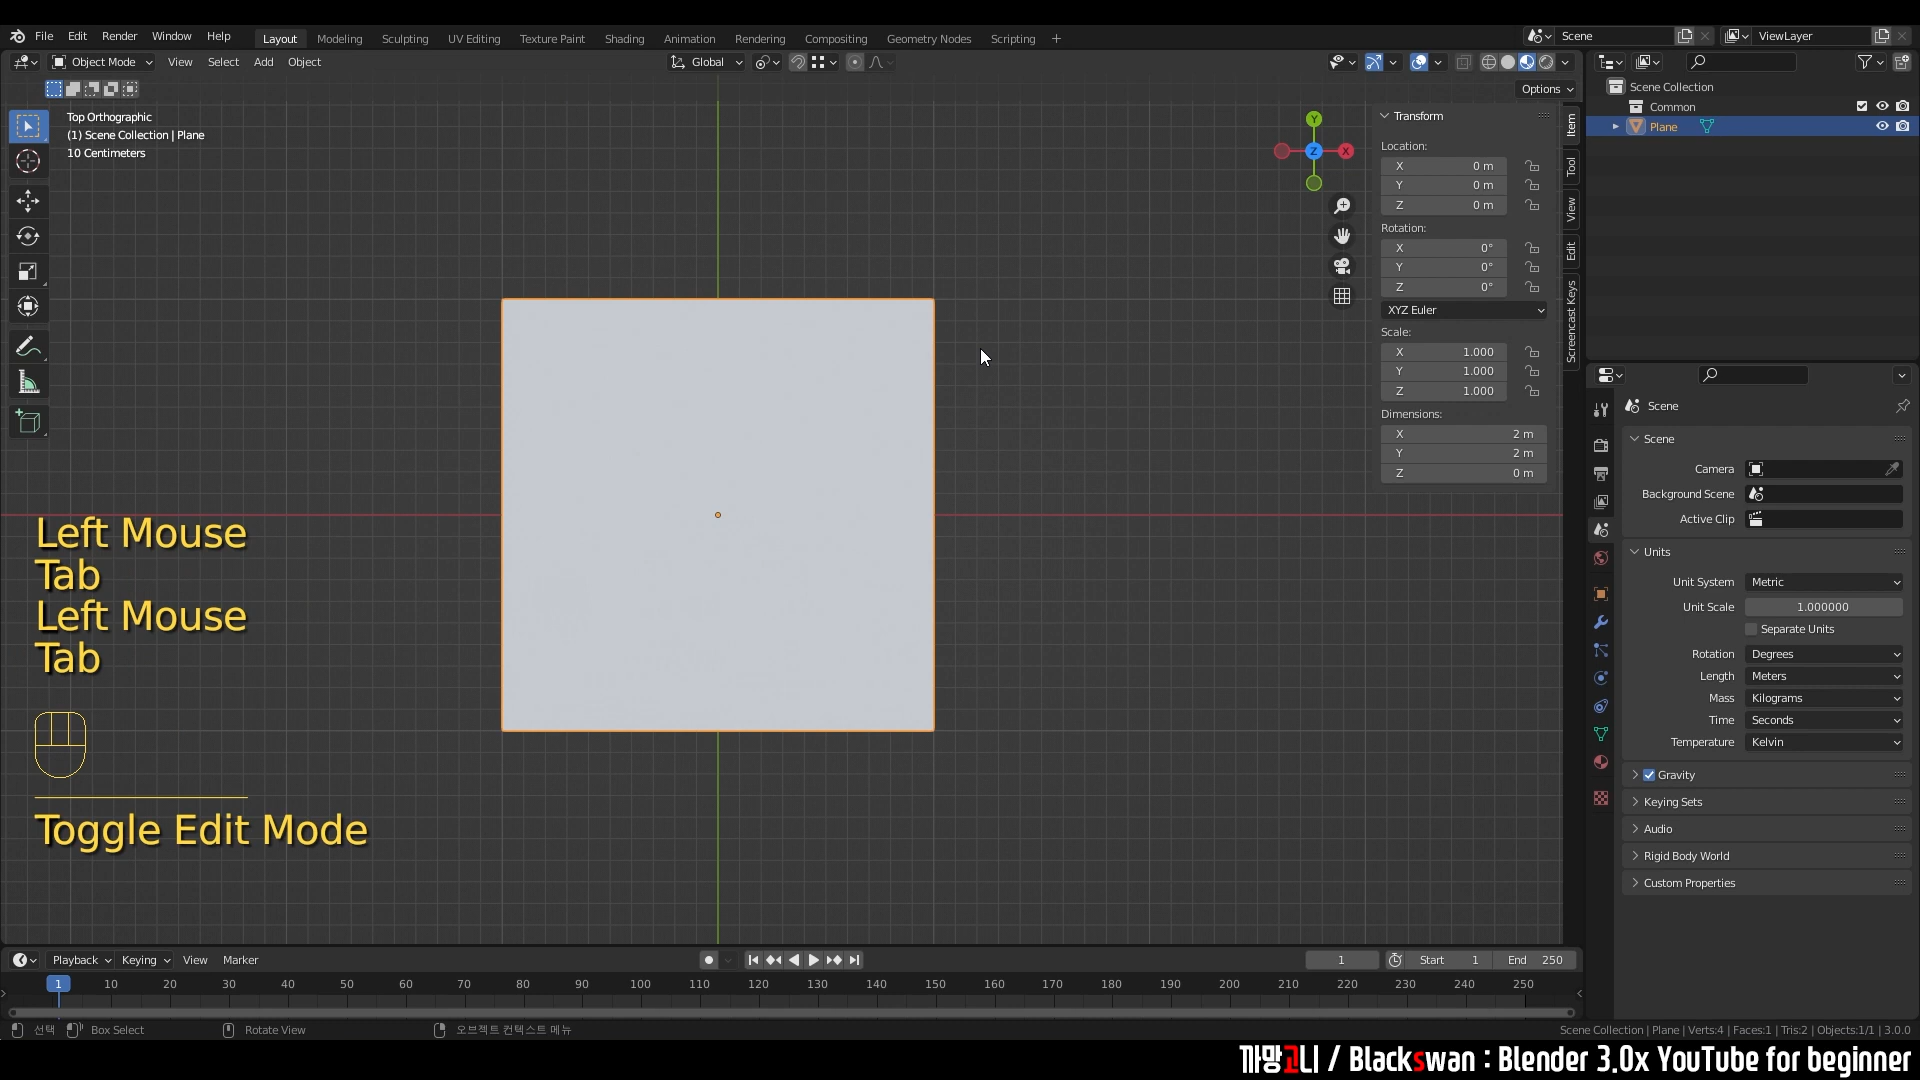 File Edit Render Window Help Layout Modeling Sculpting UV Editing Texture Paint Shading Animation Rendering Compositing Geometry Nodes Scripting + Scene ViewLayer
Object Mode View Select Add Object Global
Options
Top Orthographic
(1) Scene Collection | Plane
10 Centimeters
Y
Z
X
Transform
Location:
X 0 m
Y 0 m
Z 0 m
Rotation:
X 0°
Y 0°
Z 0°
XYZ Euler
Scale:
X 1.000
Y 1.000
Z 1.000
Dimensions:
X 2 m
Y 2 m
Z 0 m
Item
Tool
View
Edit
Screencast Keys
Scene Collection
Common
Plane
Scene
Scene
Camera
Background Scene
Active Clip
Units
Unit System Metric
Unit Scale 1.000000
Separate Units
Rotation Degrees
Length Meters
Mass Kilograms
Time Seconds
Temperature Kelvin
Gravity
Keying Sets
Audio
Rigid Body World
Custom Properties
Left Mouse
Tab
Left Mouse
Tab
Toggle Edit Mode
Playback Keying View Marker 1 Start 1 End 250
1 10 20 30 40 50 60 70 80 90 100 110 120 130 140 150 160 170 180 190 200 210 220 230 240 250
선택 Box Select Rotate View 오브젝트 컨텍스트 메뉴 Scene Collection | Plane | Verts:4 | Faces:1 | Tris:2 | Objects:1/1 | 3.0.0
까망고니 / Blackswan : Blender 3.0x YouTube for beginner